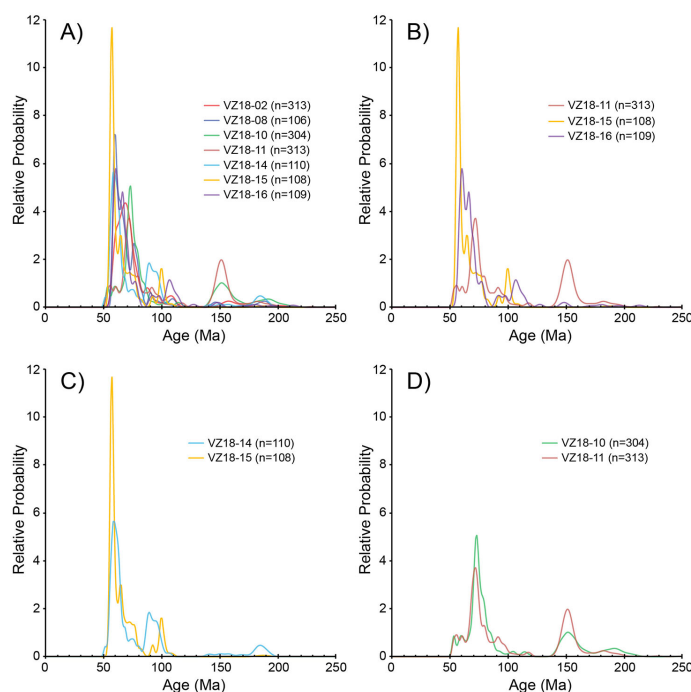 A)
VZ18-02 (n=313)
VZ18-08 (n=106)
VZ18-10 (n=304)
VZ18-11 (n=313)
VZ18-14 (n=110)
VZ18-15 (n=108)
VZ18-16 (n=109)
Relative Probability
12
10
8
6
4
2
0
0 50 100 150 200 250
Age (Ma)
B)
VZ18-11 (n=313)
VZ18-15 (n=108)
VZ18-16 (n=109)
Relative Probability
12
10
8
6
4
2
0
0 50 100 150 200 250
Age (Ma)
C)
VZ18-14 (n=110)
VZ18-15 (n=108)
Relative Probability
12
10
8
6
4
2
0
0 50 100 150 200 250
Age (Ma)
D)
VZ18-10 (n=304)
VZ18-11 (n=313)
Relative Probability
12
10
8
6
4
2
0
0 50 100 150 200 250
Age (Ma)